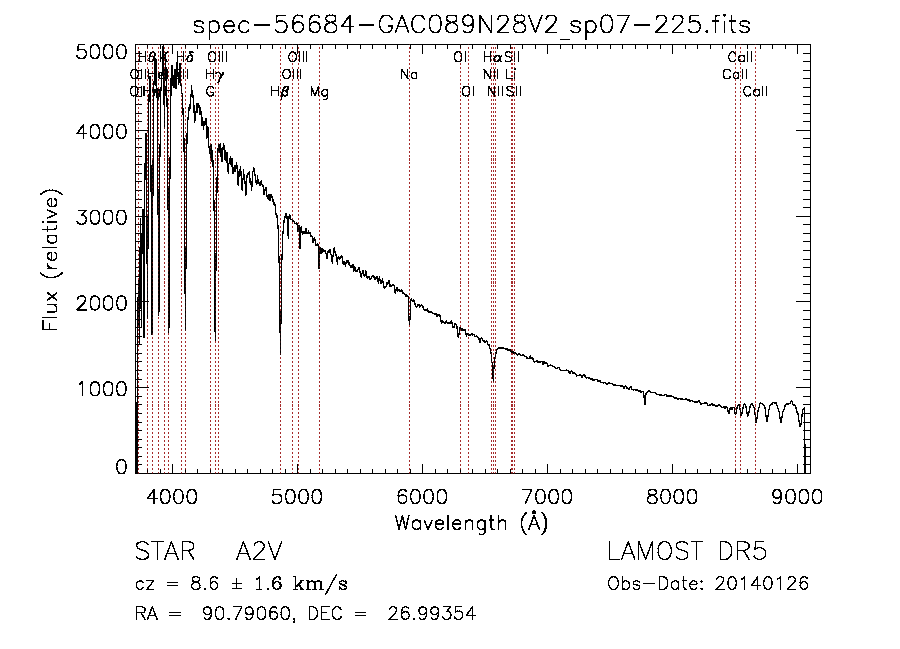 spec-56684-GAC089N28V2_sp07-225.fits
5000
4000
3000
2000
1000
0
Flux (relative)
Hδ OIII OIII OI Hα SII CaII
Hγ OIII Na NII Li CaII
G Hβ Mg OI NII SII CaII
4000 5000 6000 7000 8000 9000
Wavelength (Å)
STAR A2V LAMOST DR5
cz = 8.6 ± 1.6 km/s Obs-Date: 20140126
RA = 90.79060, DEC = 26.99354